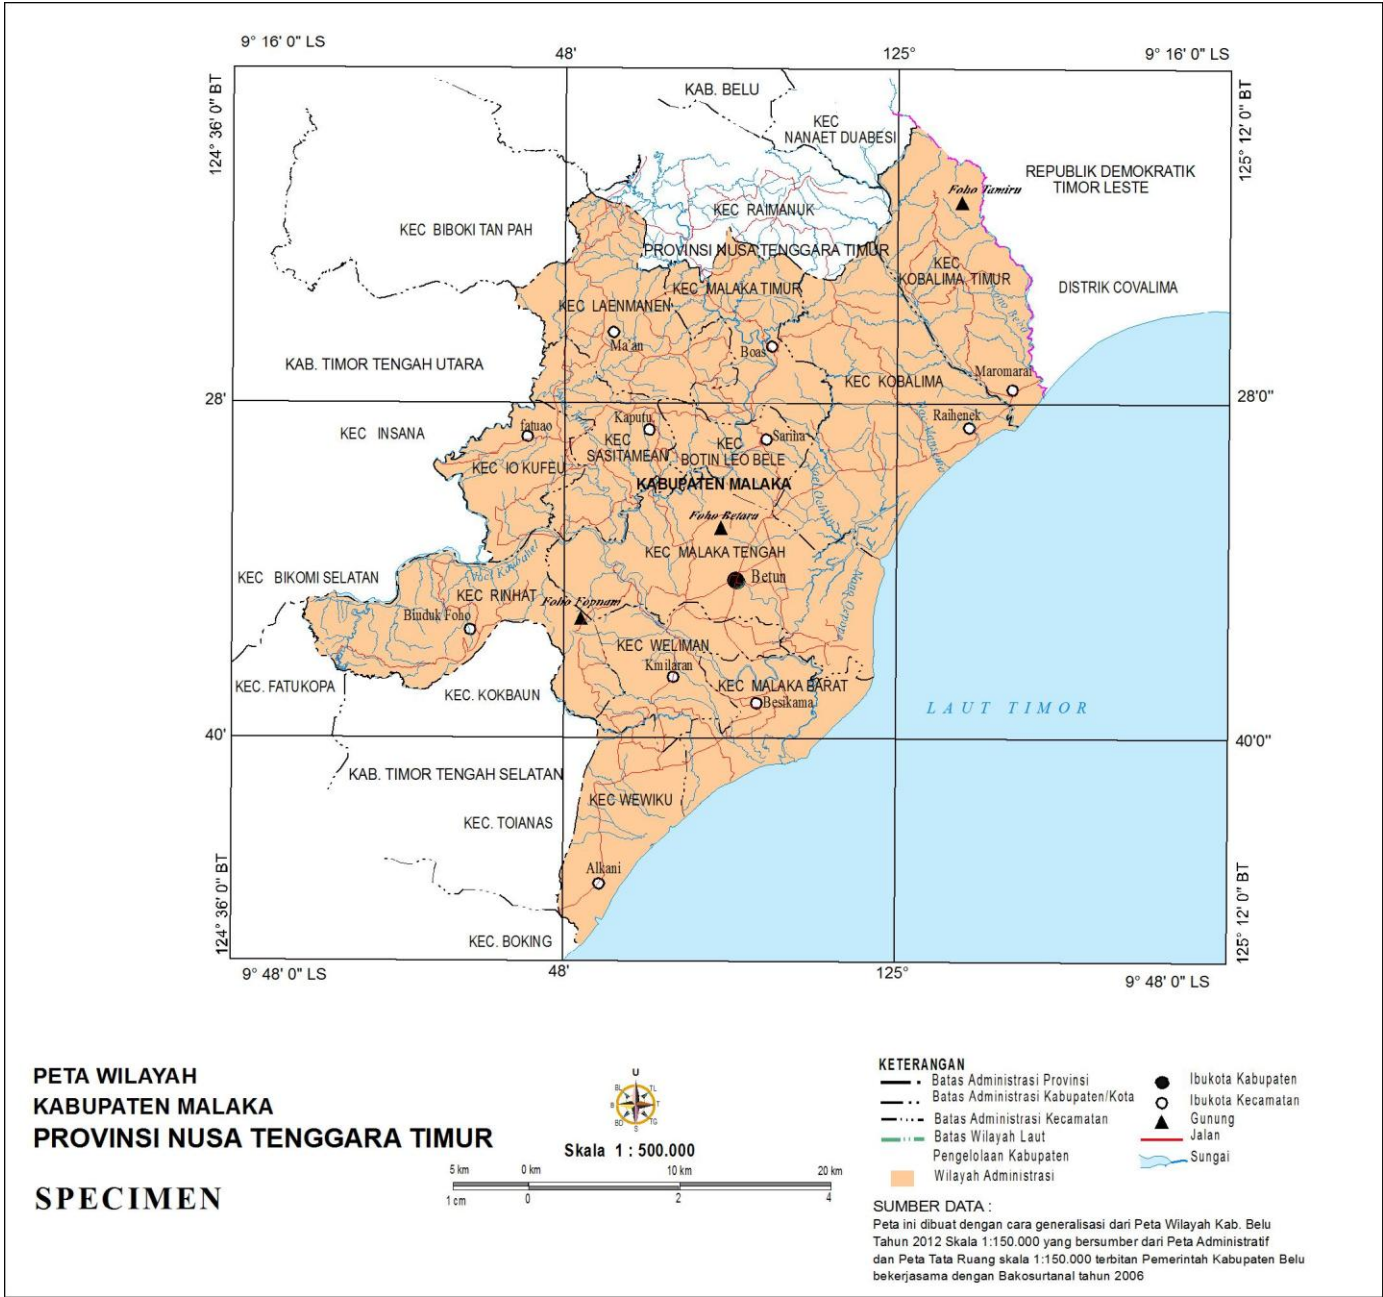 9° 16' 0" LS
48'
125°
9° 16' 0" LS
124° 36' 0" BT
125° 12' 0" BT
KAB. BELU
KEC
NANAET DUABESI
REPUBLIK DEMOKRATIK
TIMOR LESTE
Foho Tamiru
KEC RAIMANUK
KEC BIBOKI TAN PAH
PROVINSI NUSA TENGGARA TIMUR
KEC
KOBALIMA TIMUR
KEC MALAKA TIMUR
DISTRIK COVALIMA
KEC LAENMANEN
Ma'an
Boas
KAB. TIMOR TENGAH UTARA
KEC KOBALIMA
Maromarai
28'
28'0"
Raihenek
KEC INSANA
fatuao
Kaputu
KEC
SASITAMEAN
KEC
BOTIN LEO BELE
Sariha
KEC IO KUFEU
KABUPATEN MALAKA
Foho Betara
KEC MALAKA TENGAH
Betun
KEC BIKOMI SELATAN
KEC RINHAT
Biuduk Foho
Foho Fopnam
KEC WELIMAN
Kmilaran
KEC MALAKA BARAT
Besikama
KEC. FATUKOPA
KEC. KOKBAUN
LAUT TIMOR
40'
40'0"
KAB. TIMOR TENGAH SELATAN
KEC WEWIKU
KEC. TOIANAS
Alkani
KEC. BOKING
124° 36' 0" BT
125° 12' 0" BT
9° 48' 0" LS
48'
125°
9° 48' 0" LS
PETA WILAYAH
KABUPATEN MALAKA
PROVINSI NUSA TENGGARA TIMUR
SPECIMEN
U
BL
TL
B
T
BD
TG
S
Skala 1 : 500.000
5 km 0 km 10 km 20 km
1 cm 0 2 4
KETERANGAN
Batas Administrasi Provinsi
Batas Administrasi Kabupaten/Kota
Batas Administrasi Kecamatan
Batas Wilayah Laut
Pengelolaan Kabupaten
Wilayah Administrasi
Ibukota Kabupaten
Ibukota Kecamatan
Gunung
Jalan
Sungai
SUMBER DATA :
Peta ini dibuat dengan cara generalisasi dari Peta Wilayah Kab. Belu
Tahun 2012 Skala 1:150.000 yang bersumber dari Peta Administratif
dan Peta Tata Ruang skala 1:150.000 terbitan Pemerintah Kabupaten Belu
bekerjasama dengan Bakosurtanal tahun 2006